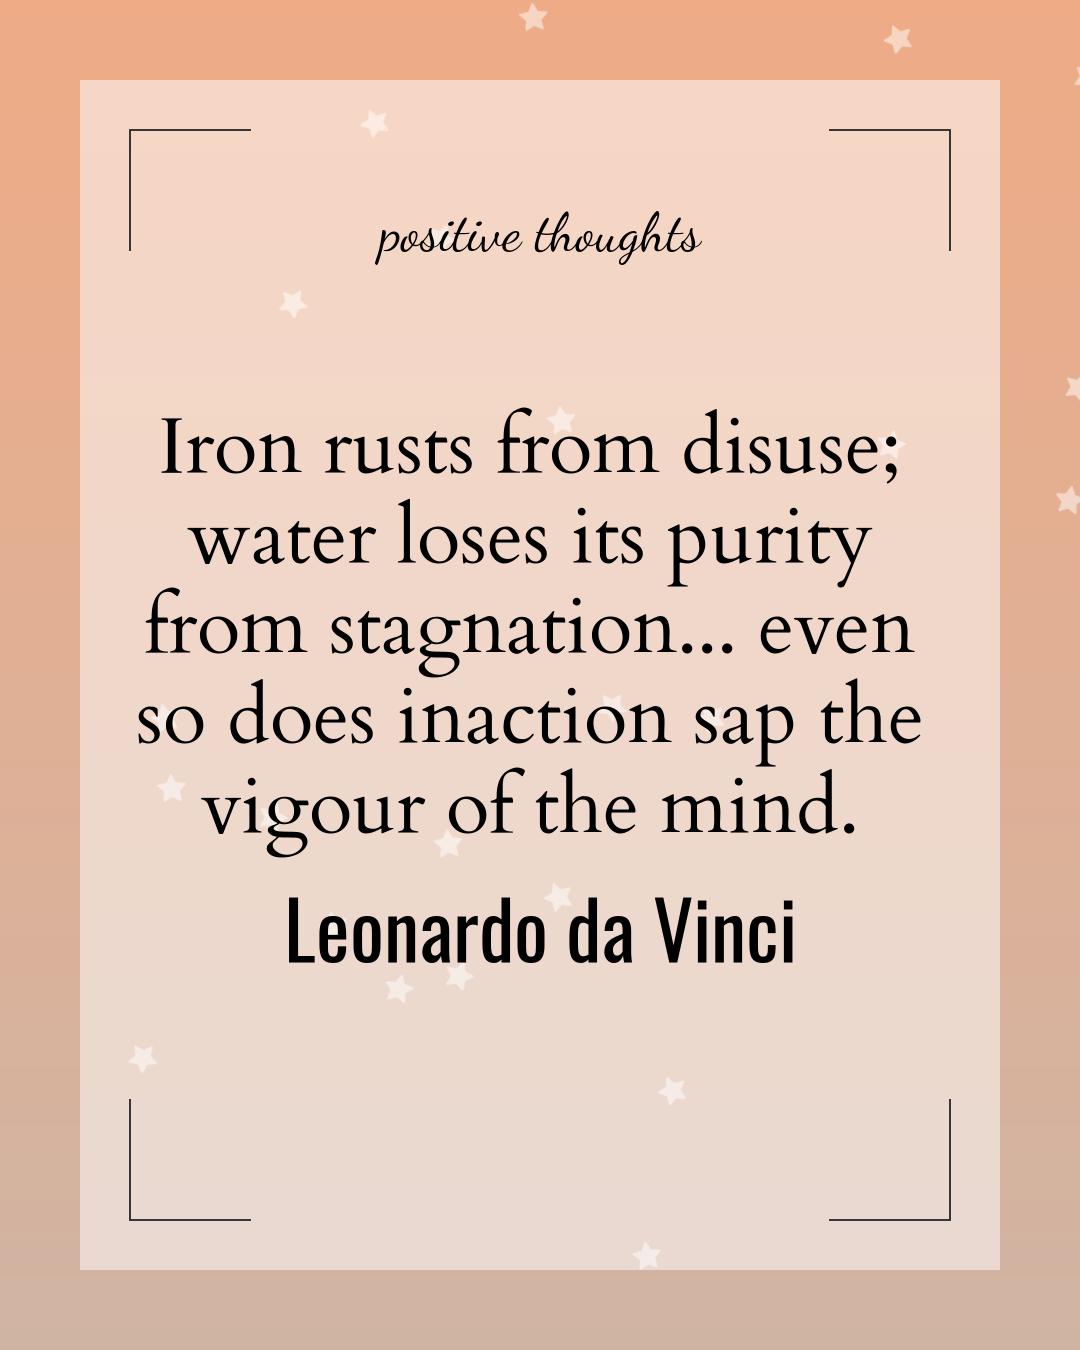 positive thoughts
Iron rusts from disuse;
water loses its purity
from stagnation... even
so does inaction sap the
vigour of the mind.
Leonardo da Vinci